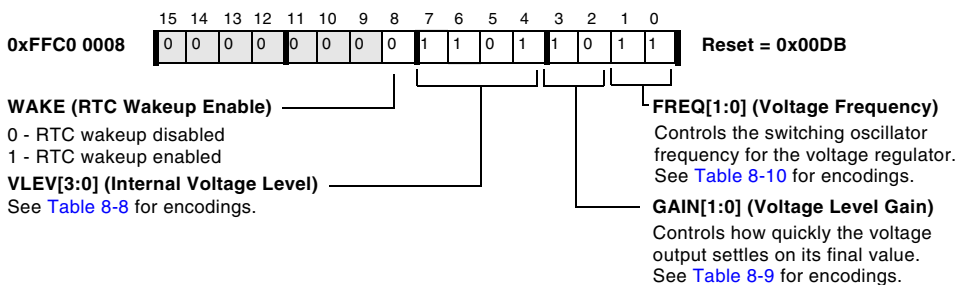 15 14 13 12 11 10 9 8 7 6 5 4 3 2 1 0
0xFFC0 0008 0 0 0 0 0 0 0 0 1 1 0 1 1 0 1 1 Reset = 0x00DB
WAKE (RTC Wakeup Enable)
0 - RTC wakeup disabled
1 - RTC wakeup enabled
VLEV[3:0] (Internal Voltage Level)
See Table 8-8 for encodings.
FREQ[1:0] (Voltage Frequency)
Controls the switching oscillator
frequency for the voltage regulator.
See Table 8-10 for encodings.
GAIN[1:0] (Voltage Level Gain)
Controls how quickly the voltage
output settles on its final value.
See Table 8-9 for encodings.